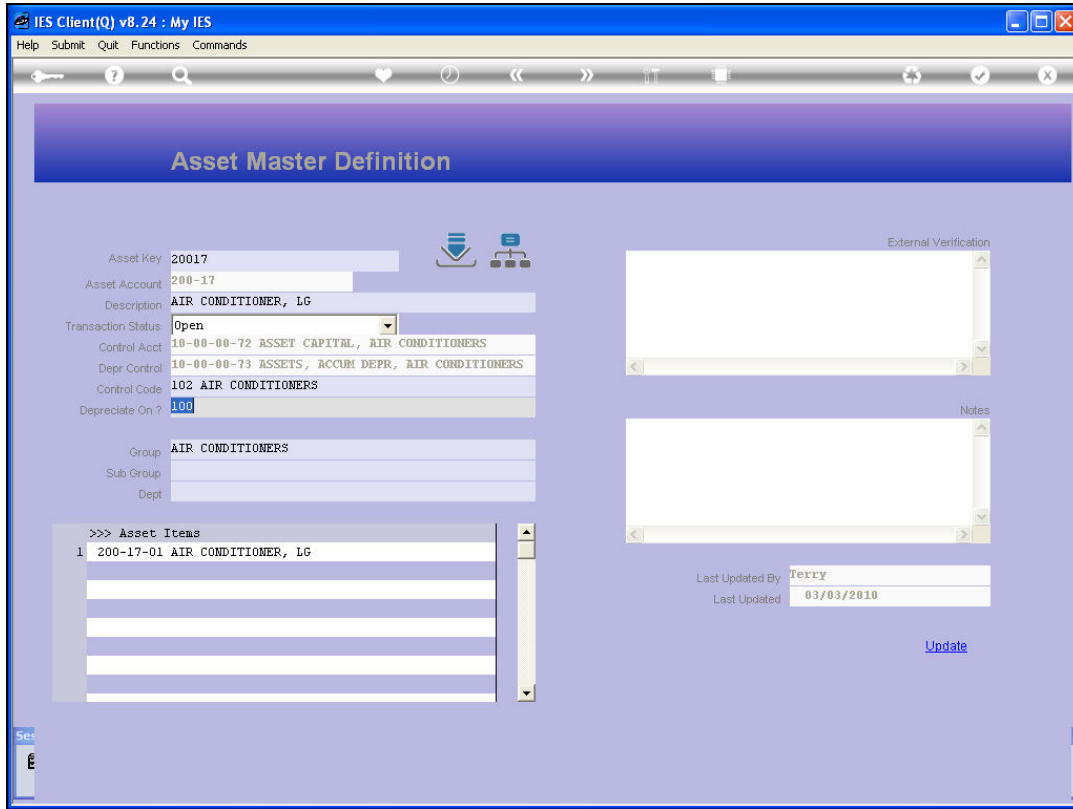 IES Client(Q) v8.24 : My IES
Help Submit Quit Functions Commands
Asset Master Definition
Asset Key 20017
Asset Account 200-17
Description AIR CONDITIONER, LG
Transaction Status Open
Control Acct 10-00-00-72 ASSET CAPITAL, AIR CONDITIONERS
Depr Control 10-00-00-73 ASSETS, ACCUM DEPR, AIR CONDITIONERS
Control Code 102 AIR CONDITIONERS
Depreciate On ? 100
Group AIR CONDITIONERS
Sub Group
Dept
>>> Asset Items
1 200-17-01 AIR CONDITIONER, LG
External Verification
Notes
Last Updated By Terry
Last Updated 03/03/2010
Update